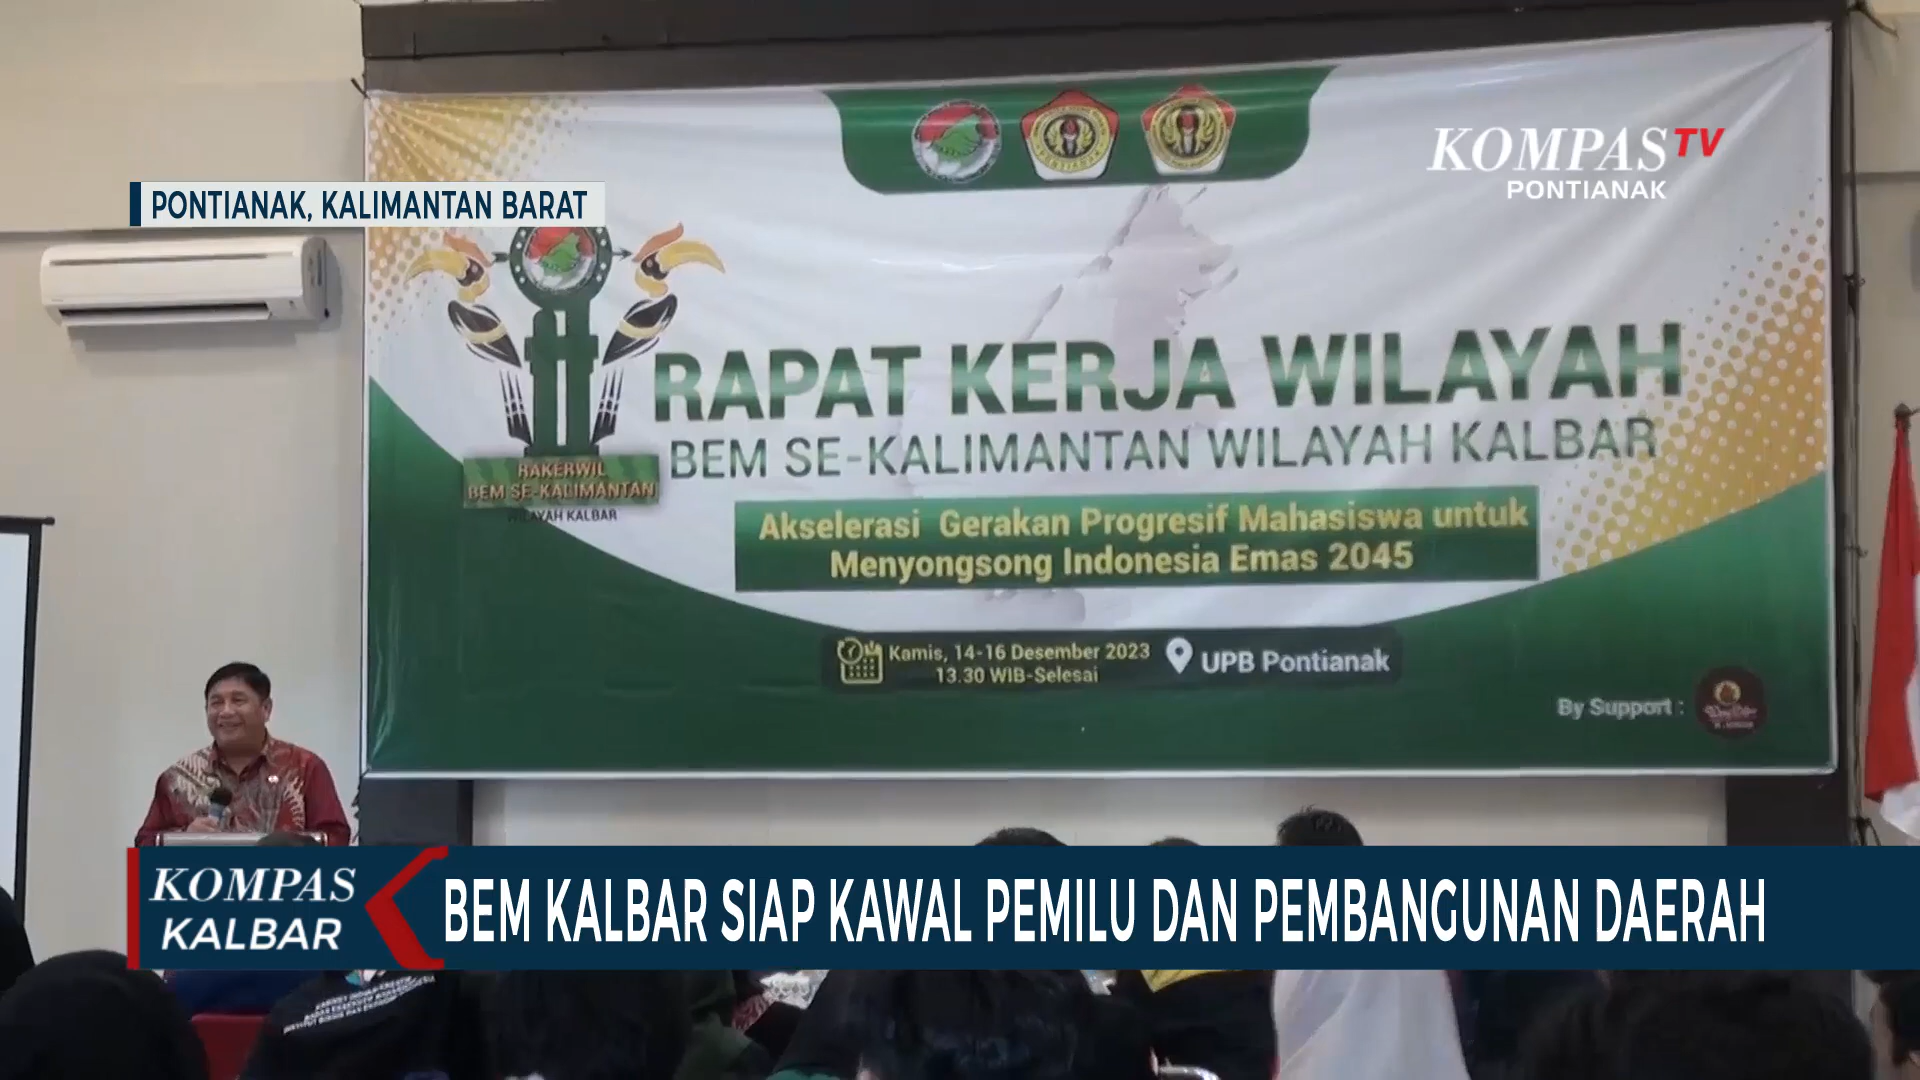 KOMPAS TV
PONTIANAK
PONTIANAK, KALIMANTAN BARAT
RAPAT KERJA WILAYAH
BEM SE-KALIMANTAN WILAYAH KALBAR
RAKERWIL
BEM SE-KALIMANTAN
WILAYAH KALBAR
Akselerasi Gerakan Progresif Mahasiswa untuk
Menyongsong Indonesia Emas 2045
Kamis, 14-16 Desember 2023
13.30 WIB-Selesai
UPB Pontianak
By Support :
KOMPAS
KALBAR
BEM KALBAR SIAP KAWAL PEMILU DAN PEMBANGUNAN DAERAH